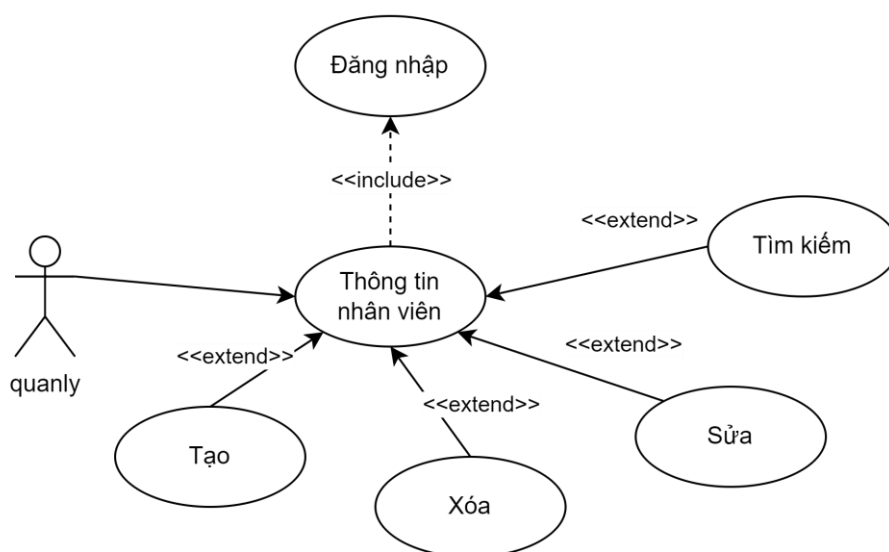 Đăng nhập
<<include>>
<<extend>>
Tìm kiếm
Thông tin
nhân viên
<<extend>>
<<extend>>
quanly
<<extend>>
Sửa
Tạo
Xóa